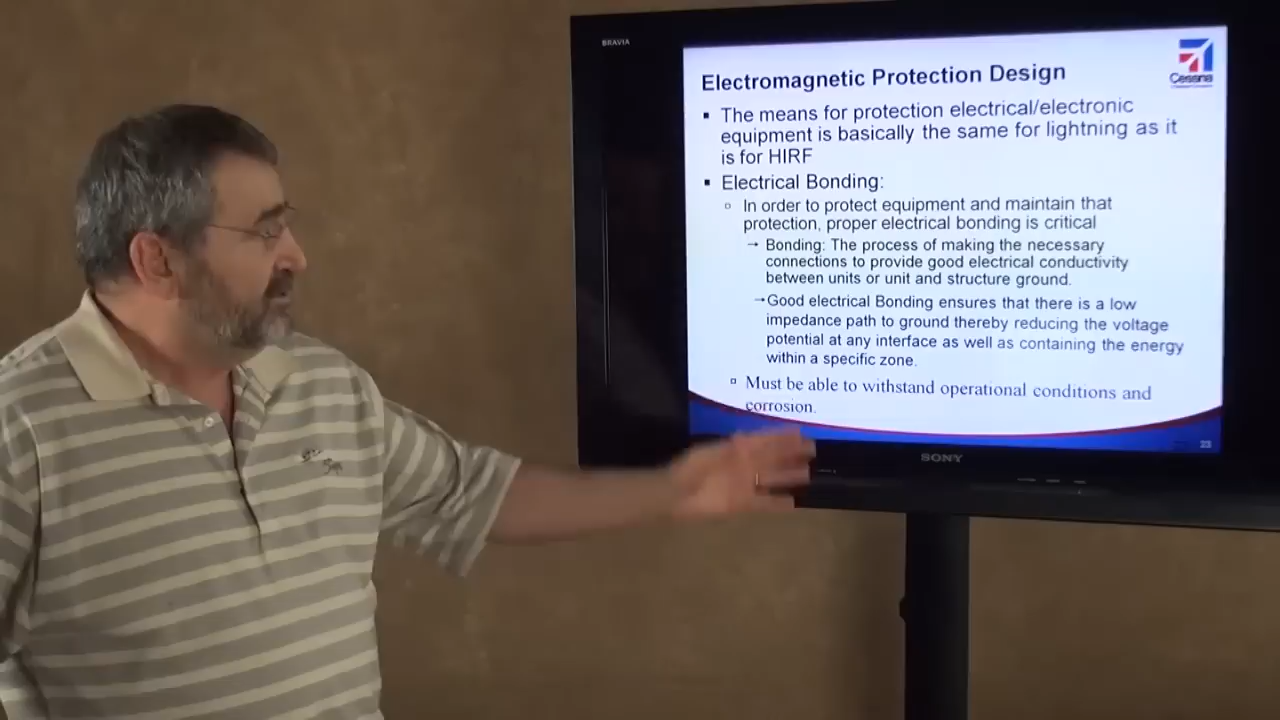 BRAVIA
Cessna
Electromagnetic Protection Design
▪ The means for protection electrical/electronic
equipment is basically the same for lightning as it
is for HIRF
▪ Electrical Bonding:
▫ In order to protect equipment and maintain that
protection, proper electrical bonding is critical
→ Bonding: The process of making the necessary
connections to provide good electrical conductivity
between units or unit and structure ground.
→Good electrical Bonding ensures that there is a low
impedance path to ground thereby reducing the voltage
potential at any interface as well as containing the energy
within a specific zone.
▫ Must be able to withstand operational conditions and
corrosion.
23
SONY